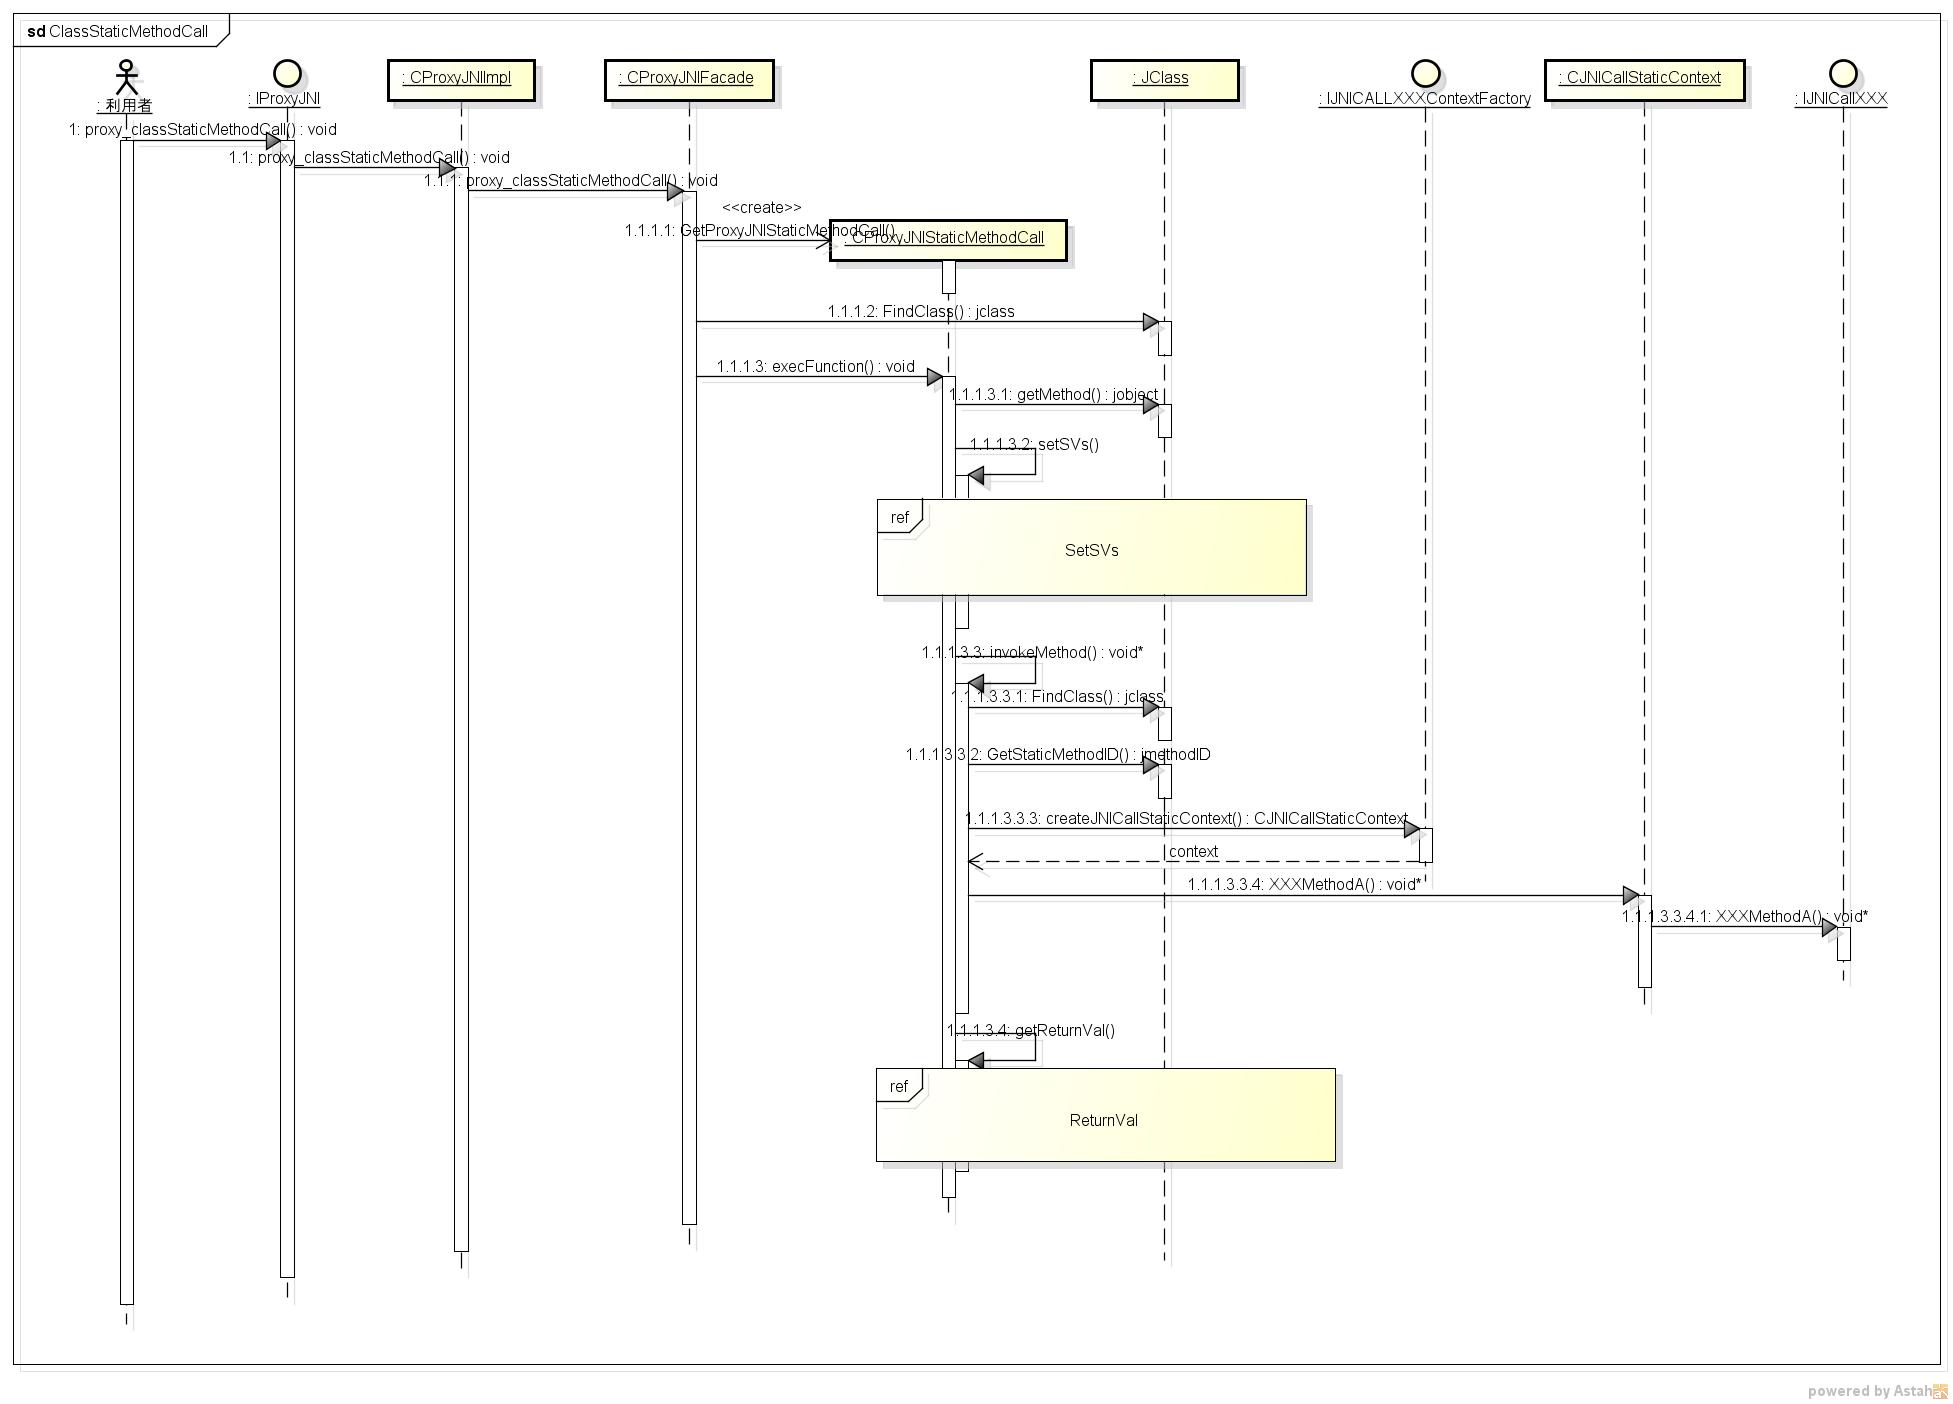 sd ClassStaticMethodCall
: 利用者
: IProxyJNI
: CProxyJNIImpl
: CProxyJNIFacade
: JClass
: IJNICALLXXXContextFactory
: CJNICallStaticContext
: IJNICallXXX
1: proxy_classStaticMethodCall() : void
1.1: proxy_classStaticMethodCall() : void
1.1.1: proxy_classStaticMethodCall() : void
<<create>>
1.1.1.1: GetProxyJNIStaticMethodCall()
: CProxyJNIStaticMethodCall
1.1.1.2: FindClass() : jclass
1.1.1.3: execFunction() : void
1.1.1.3.1: getMethod() : jobject
1.1.1.3.2: setSVs()
ref
SetSVs
1.1.1.3.3: invokeMethod() : void*
1.1.1.3.3.1: FindClass() : jclass
1.1.1.3.3.2: GetStaticMethodID() : jmethodID
1.1.1.3.3.3: createJNICallStaticContext() : CJNICallStaticContext
context
1.1.1.3.3.4: XXXMethodA() : void*
1.1.1.3.3.4.1: XXXMethodA() : void*
1.1.1.3.4: getReturnVal()
ref
ReturnVal
powered by Astah